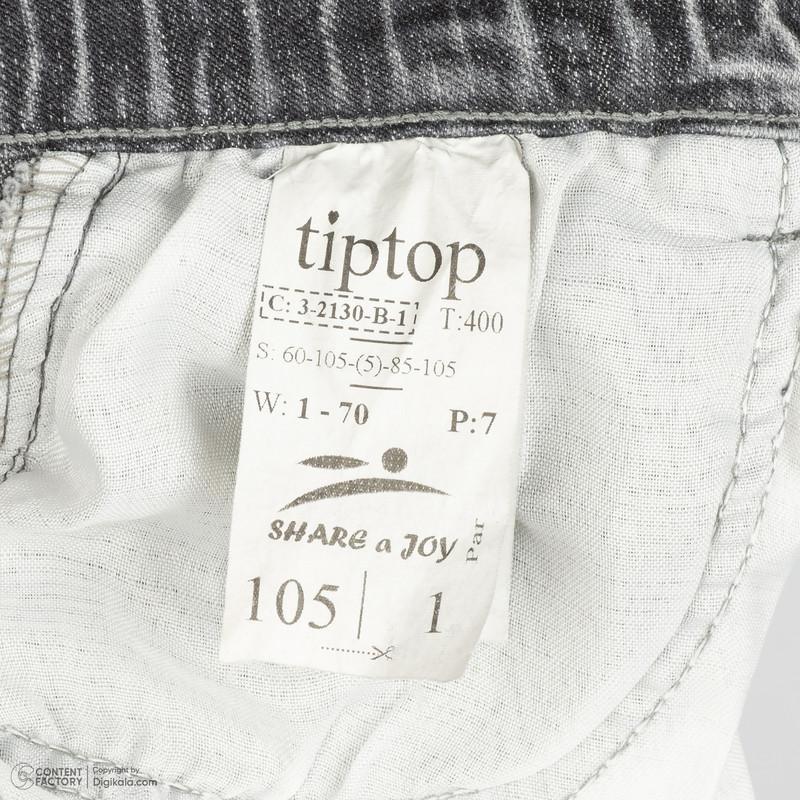 tiptop
C: 3-2130-B-1 T:400
S: 60-105-(5)-85-105
W: 1 - 70 P:7
SHARE a JOY
Par
105 | 1
CONTENT FACTORY
Copyright by
Digikala.com